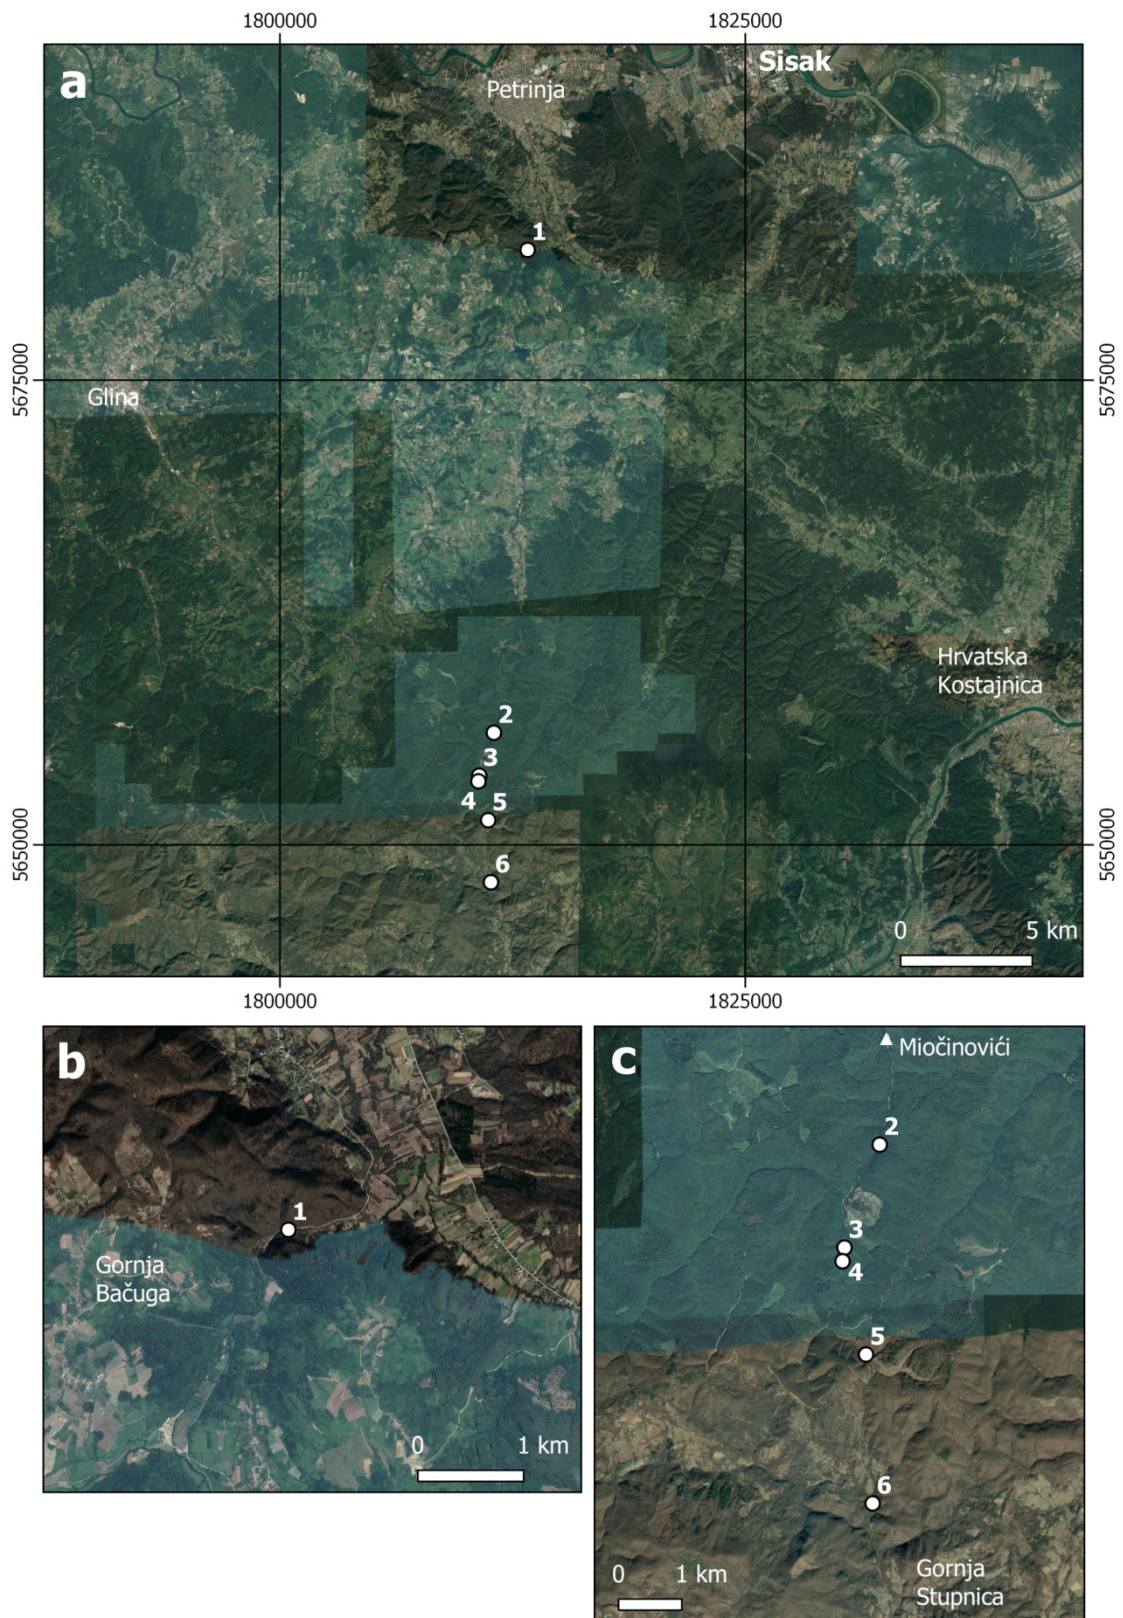 1800000
1825000
a
Petrinja
Sisak
1
5675000
5675000
Glina
Hrvatska
Kostajnica
2
3
4
5
6
5650000
5650000
0
5 km
1800000
1825000
b
1
Gornja
Bačuga
0
1 km
c
Miočinovići
2
3
4
5
6
0
1 km
Gornja
Stupnica